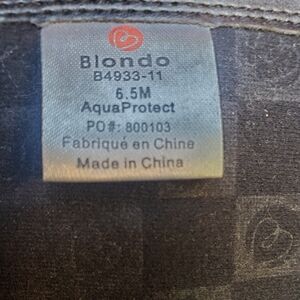 Blondo
B4933-11
6.5M
AquaProtect
PO#: 800103
Fabriqué en Chine
Made in China